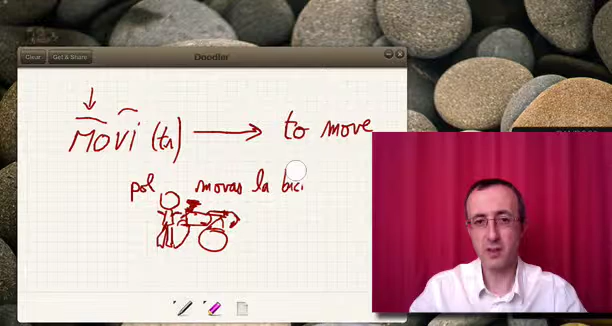 Clear Get & Share Doodler
Movi (tr) → to move
pol movas la bici